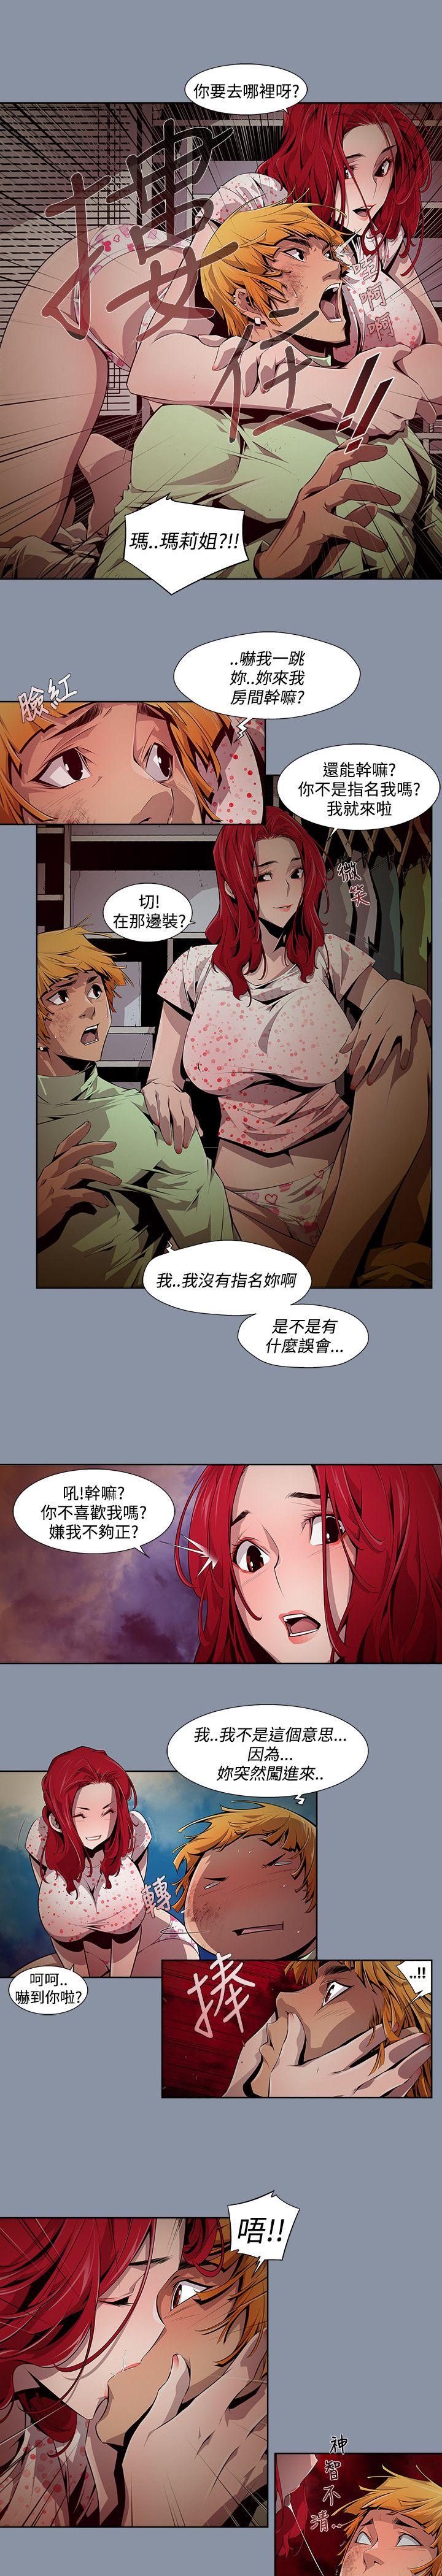 你要去哪裡呀?
摟住!!
哇啊啊
瑪..瑪莉姐?!!
..嚇我一跳
妳..妳來我
房間幹嘛?
臉紅
還能幹嘛?
你不是指名我嗎?
我就來啦
微笑
切!
在那邊裝?
我..我沒有指名妳啊
是不是有
什麼誤會...
吼!幹嘛?
你不喜歡我嗎?
嫌我不夠正?
我..我不是這個意思...
因為...
妳突然闖進來..
轉
呵呵..
嚇到你啦?
捧
..!!
唔!!
神智不清..